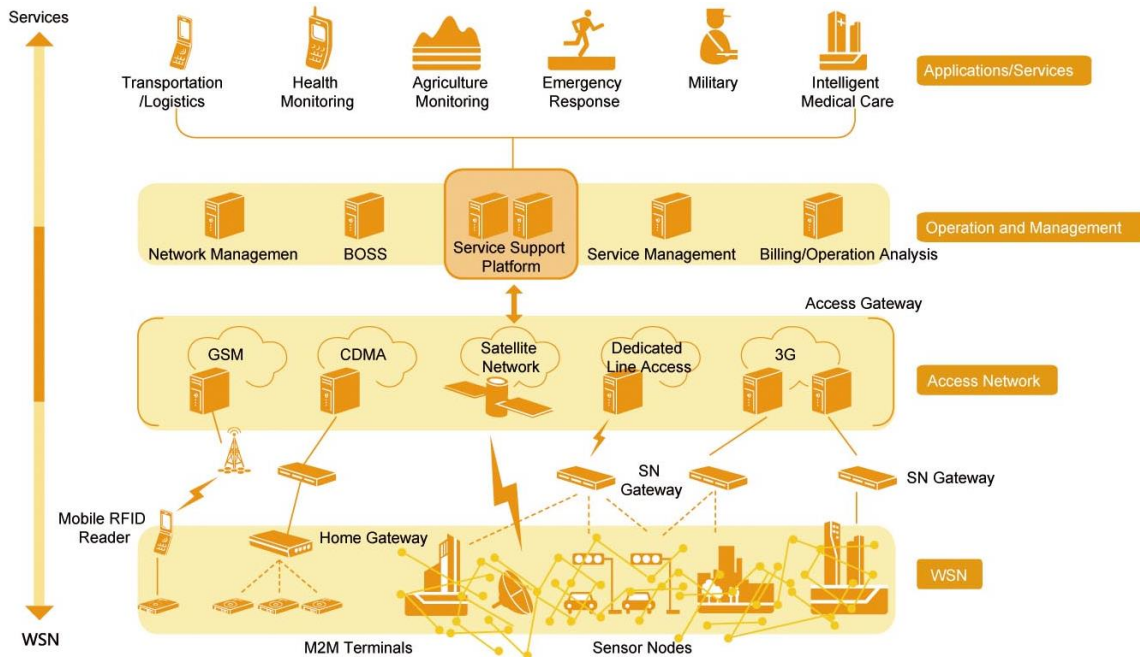 Services
Transportation
/Logistics
Health
Monitoring
Agriculture
Monitoring
Emergency
Response
Military
Intelligent
Medical Care
Applications/Services
Network Managemen
BOSS
Service Support
Platform
Service Management
Billing/Operation Analysis
Operation and Management
Access Gateway
GSM
CDMA
Satellite
Network
Dedicated
Line Access
3G
Access Network
SN
Gateway
SN Gateway
Mobile RFID
Reader
Home Gateway
WSN
WSN
M2M Terminals
Sensor Nodes